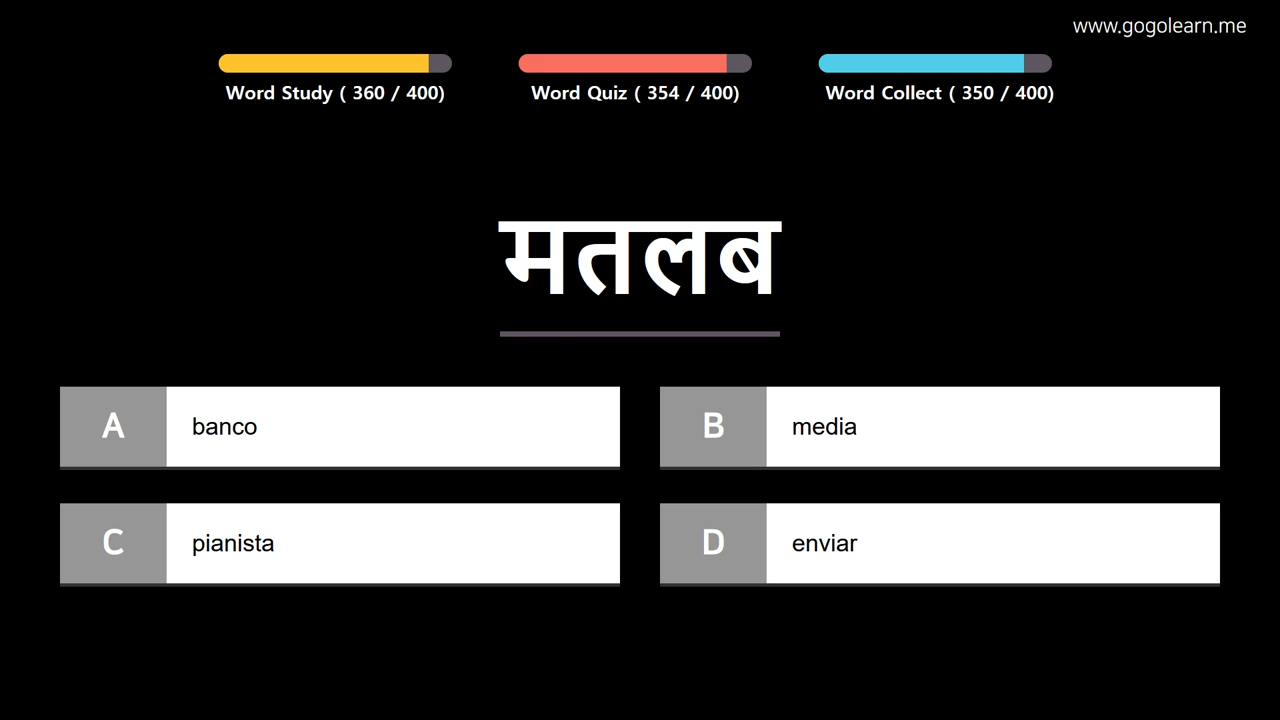 www.gogolearn.me
Word Study ( 360 / 400)
Word Quiz ( 354 / 400)
Word Collect ( 350 / 400)
मतलब
A banco
B media
C pianista
D enviar